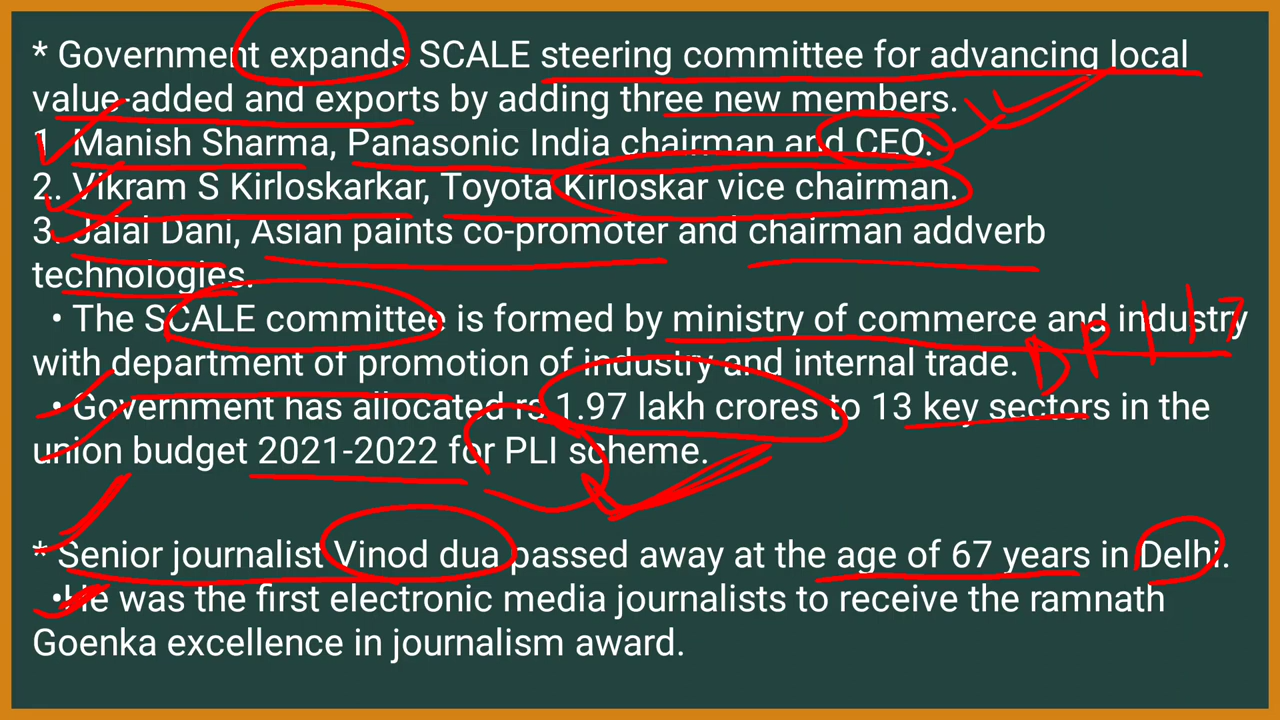 * Government expands SCALE steering committee for advancing local
value-added and exports by adding three new members.
1. Manish Sharma, Panasonic India chairman and CEO.
2. Vikram S Kirloskarkar, Toyota Kirloskar vice chairman.
3. Jalal Dani, Asian paints co-promoter and chairman addverb
technologies.
• The SCALE committee is formed by ministry of commerce and industry
with department of promotion of industry and internal trade.
DPIIT
• Government has allocated rs 1.97 lakh crores to 13 key sectors in the
union budget 2021-2022 for PLI scheme.
* Senior journalist Vinod dua passed away at the age of 67 years in Delhi.
• He was the first electronic media journalists to receive the ramnath
Goenka excellence in journalism award.